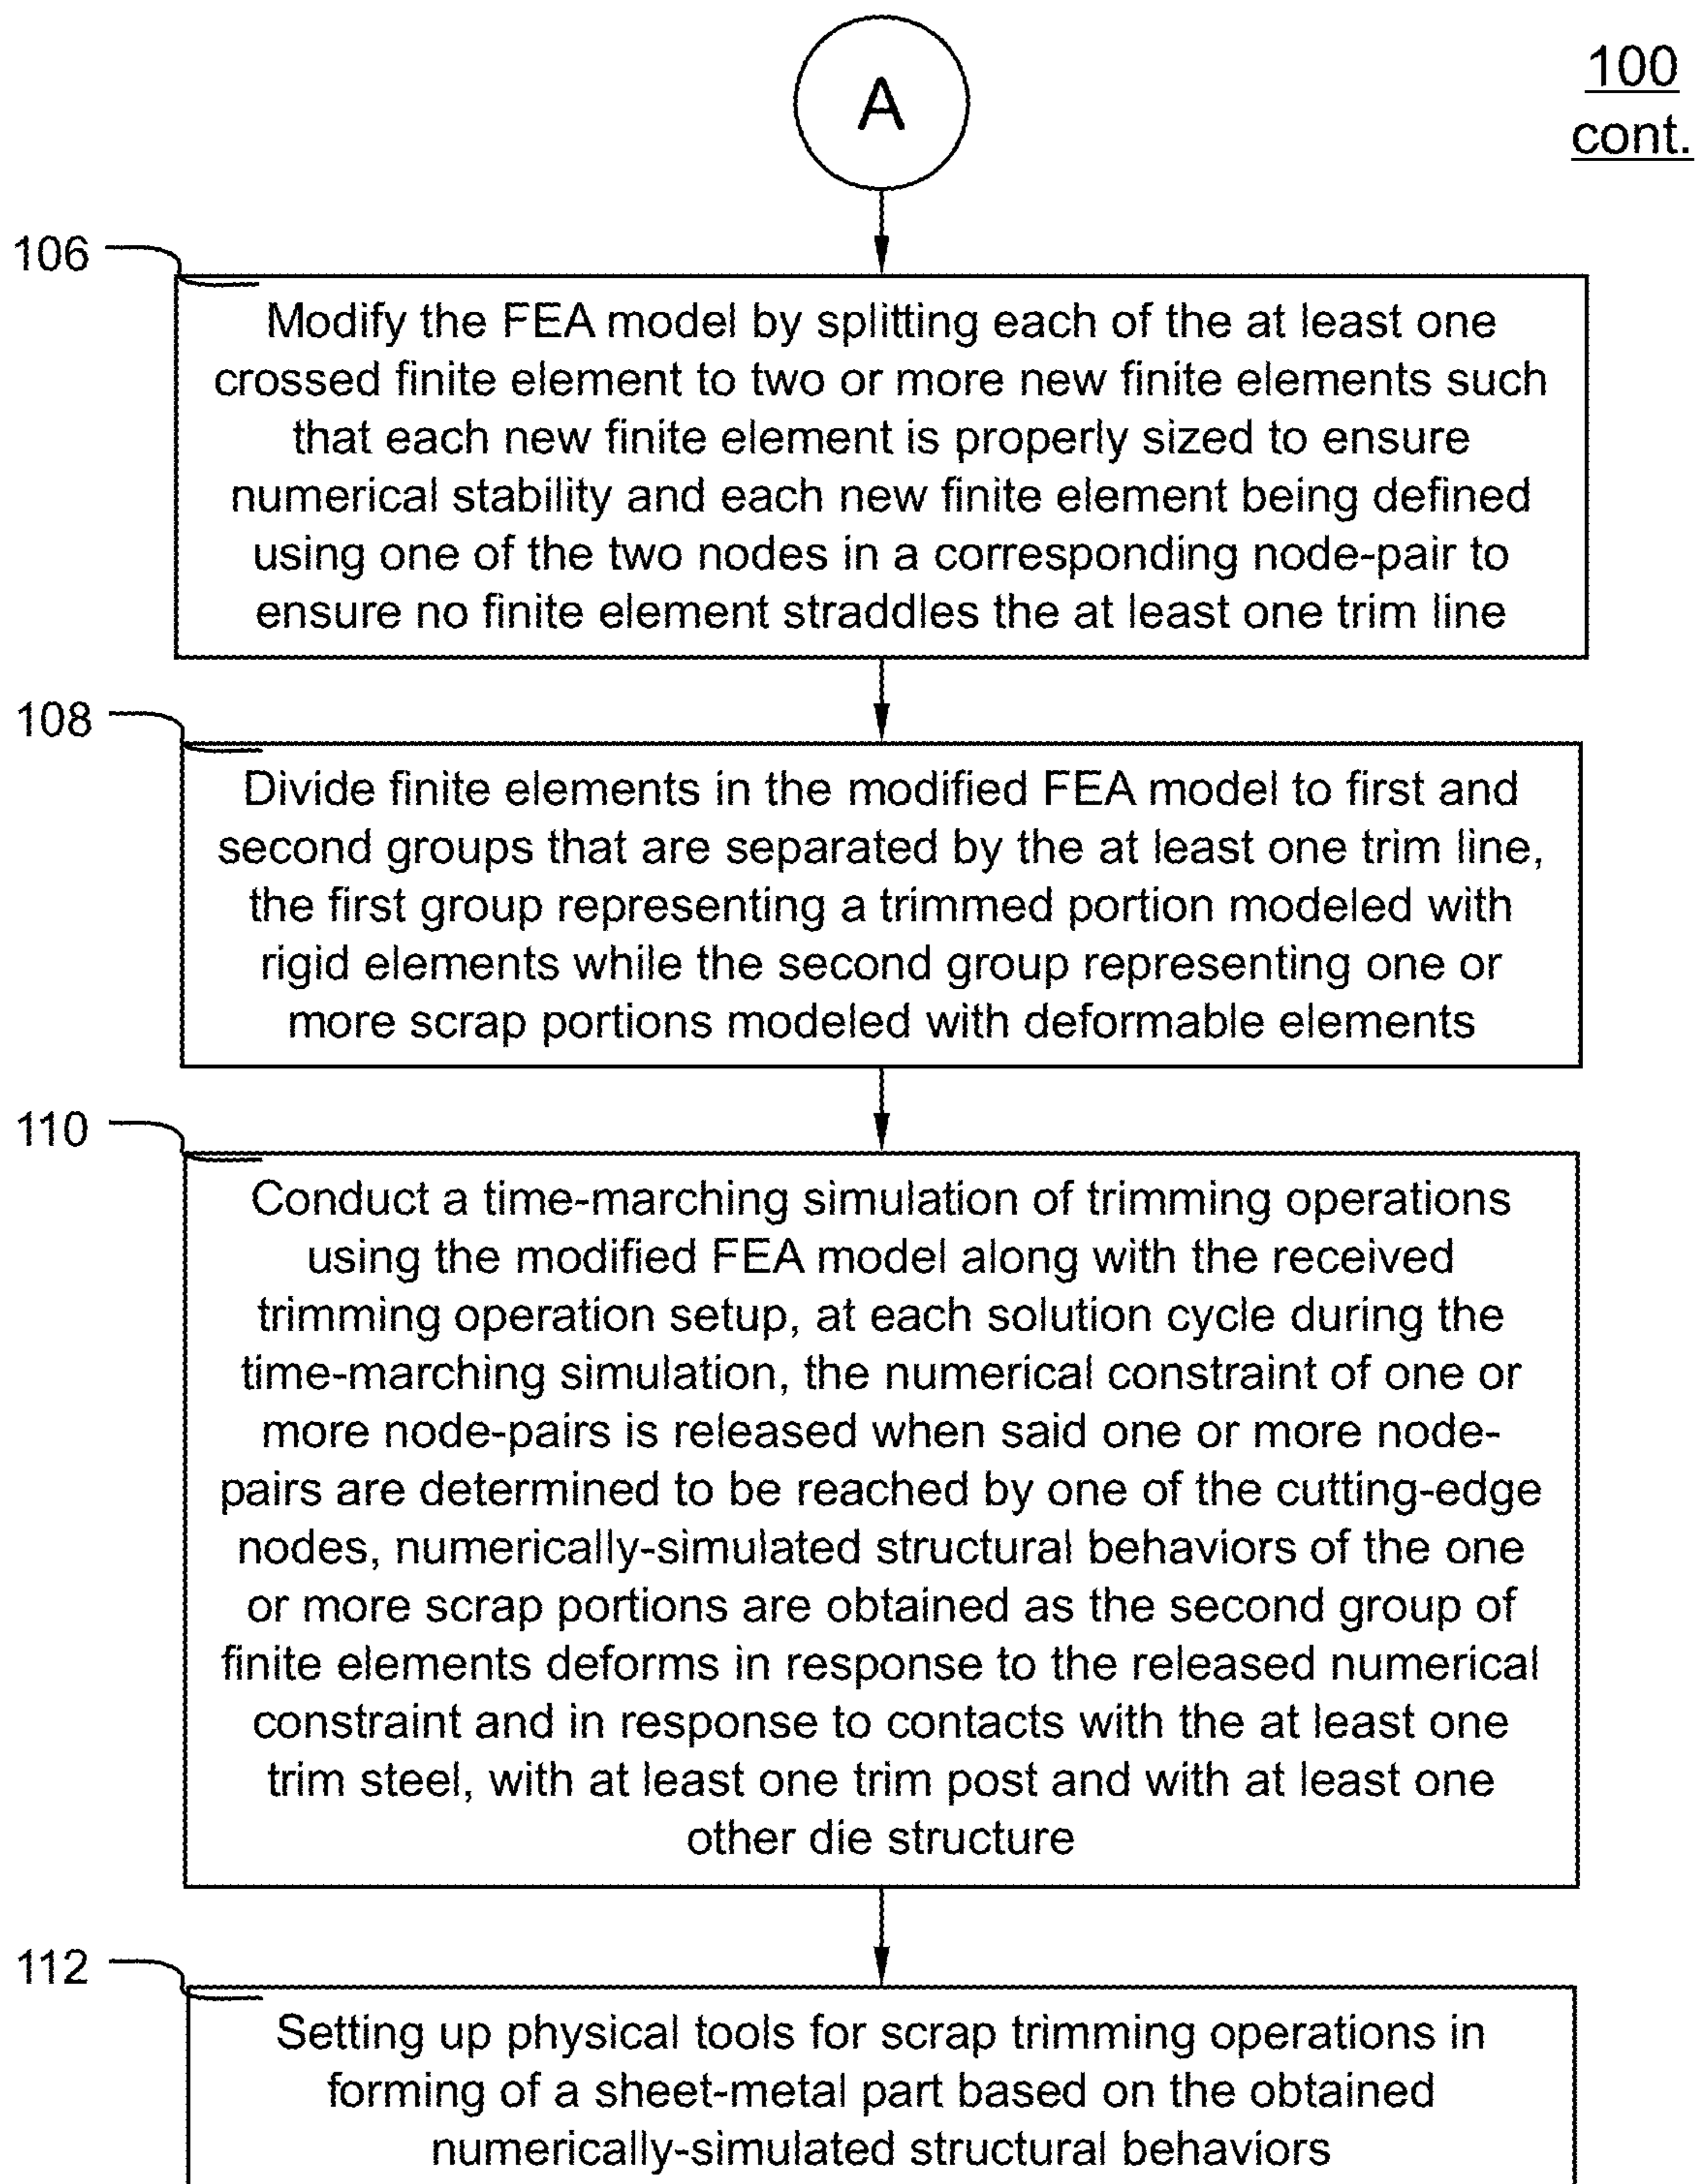 A
100
cont.
106
Modify the FEA model by splitting each of the at least one
crossed finite element to two or more new finite elements such
that each new finite element is properly sized to ensure
numerical stability and each new finite element being defined
using one of the two nodes in a corresponding node-pair to
ensure no finite element straddles the at least one trim line
108
Divide finite elements in the modified FEA model to first and
second groups that are separated by the at least one trim line,
the first group representing a trimmed portion modeled with
rigid elements while the second group representing one or
more scrap portions modeled with deformable elements
110
Conduct a time-marching simulation of trimming operations
using the modified FEA model along with the received
trimming operation setup, at each solution cycle during the
time-marching simulation, the numerical constraint of one or
more node-pairs is released when said one or more node-
pairs are determined to be reached by one of the cutting-edge
nodes, numerically-simulated structural behaviors of the one
or more scrap portions are obtained as the second group of
finite elements deforms in response to the released numerical
constraint and in response to contacts with the at least one
trim steel, with at least one trim post and with at least one
other die structure
112
Setting up physical tools for scrap trimming operations in
forming of a sheet-metal part based on the obtained
numerically-simulated structural behaviors